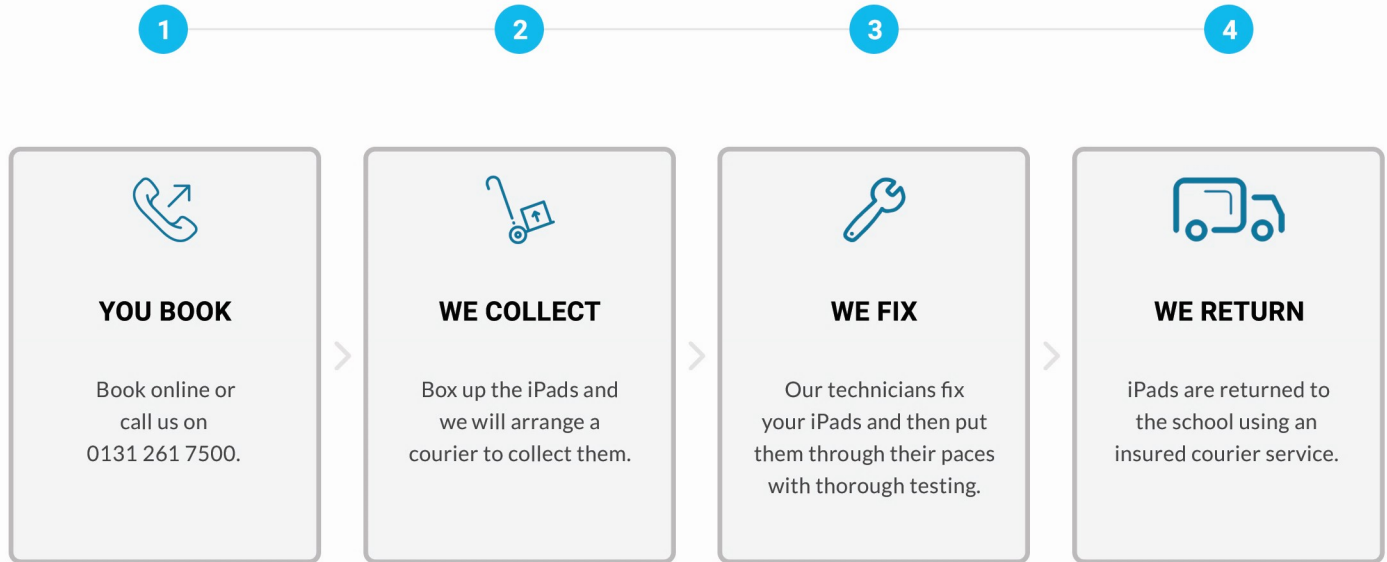 1
2
3
4
YOU BOOK
Book online or
call us on
0131 261 7500.
WE COLLECT
Box up the iPads and
we will arrange a
courier to collect them.
WE FIX
Our technicians fix
your iPads and then put
them through their paces
with thorough testing.
WE RETURN
iPads are returned to
the school using an
insured courier service.